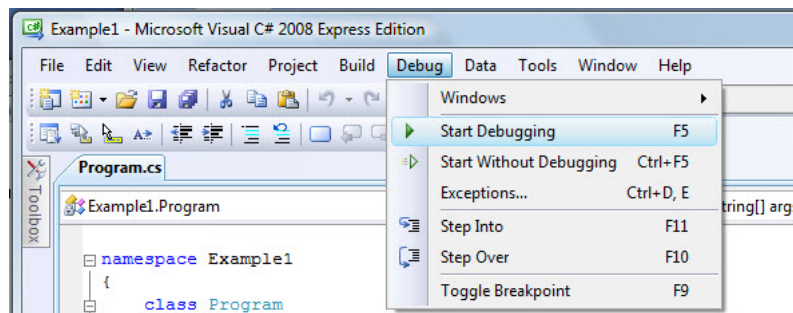 Example1 - Microsoft Visual C# 2008 Express Edition
File Edit View Refactor Project Build Debug Data Tools Window Help
Windows
Start Debugging F5
Start Without Debugging Ctrl+F5
Exceptions... Ctrl+D, E
Step Into F11
Step Over F10
Toggle Breakpoint F9
Toolbox
Program.cs
Example1.Program
tring[] arg
namespace Example1
{
class Program